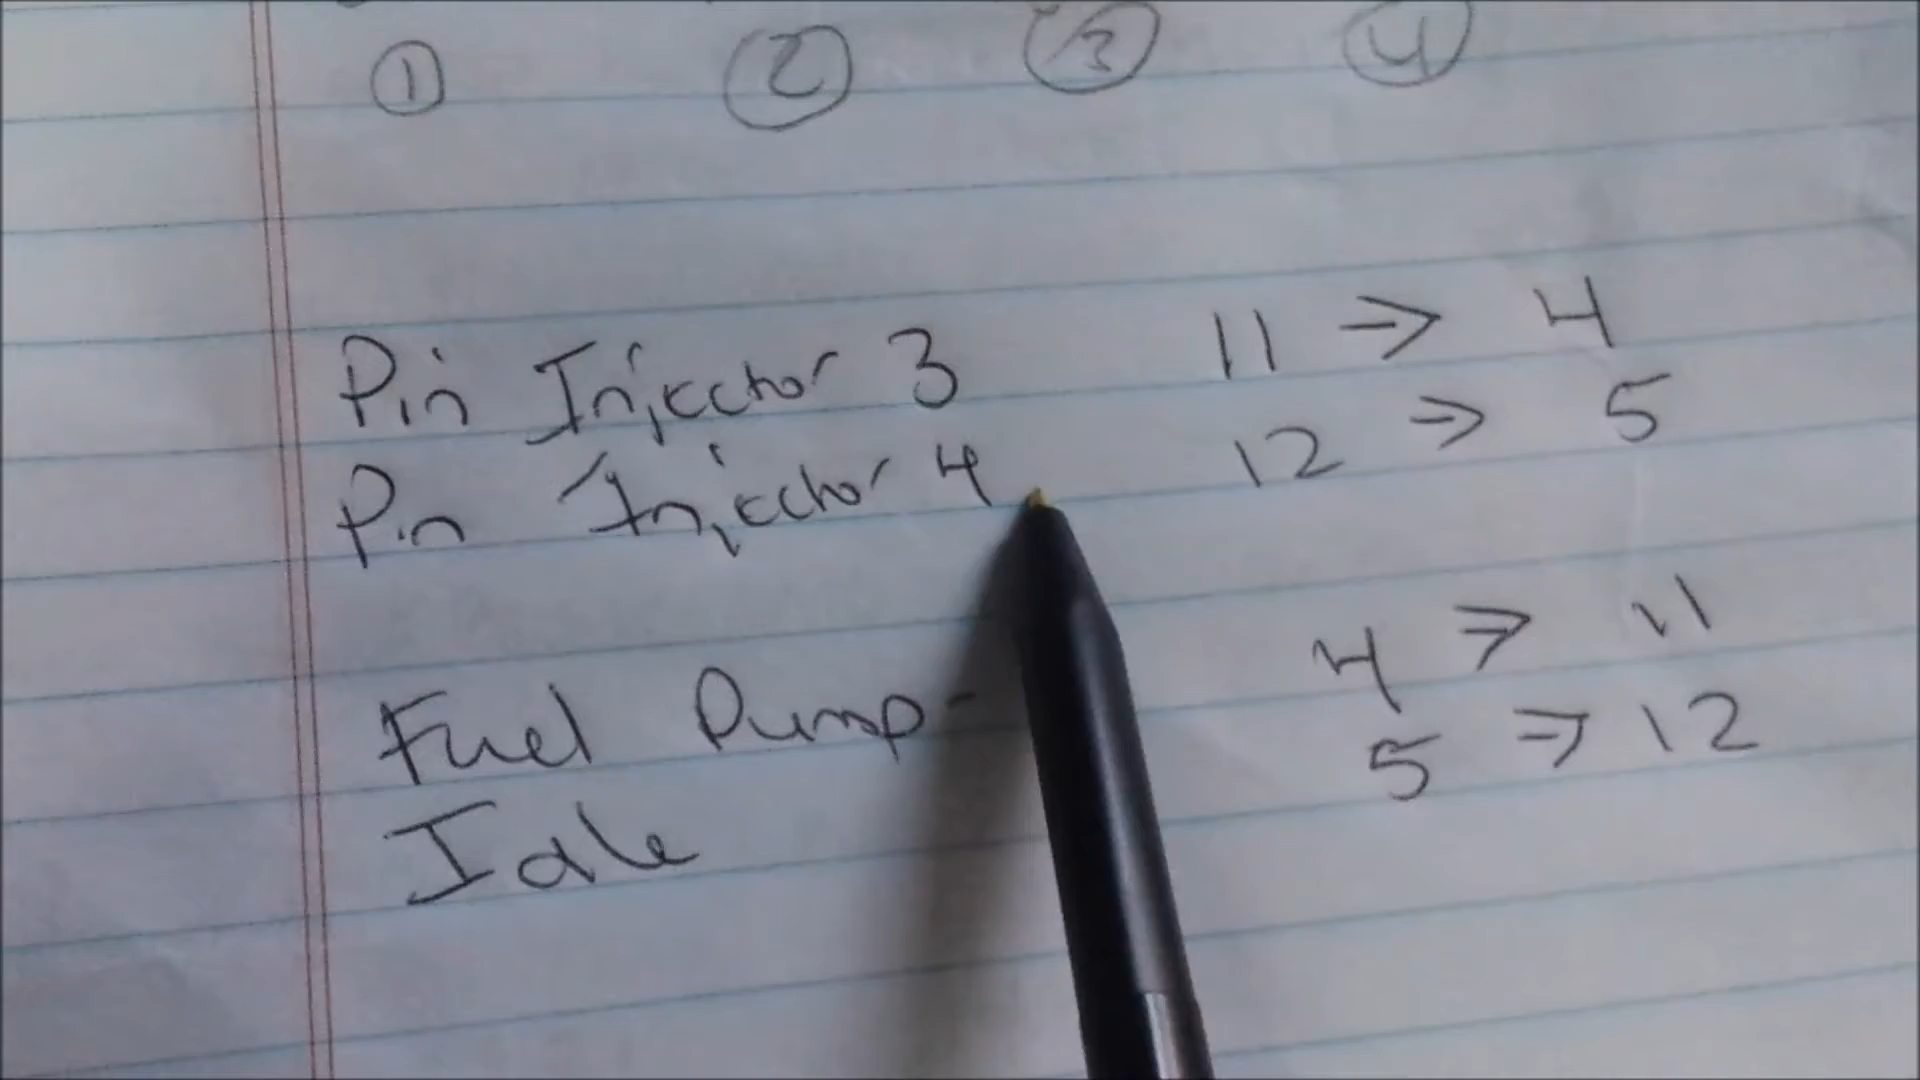 1 2 3 4
Pin Injector 3 11 → 4
Pin Injector 4 12 → 5
Fuel Pump - 4 → 11
Idle 5 → 12